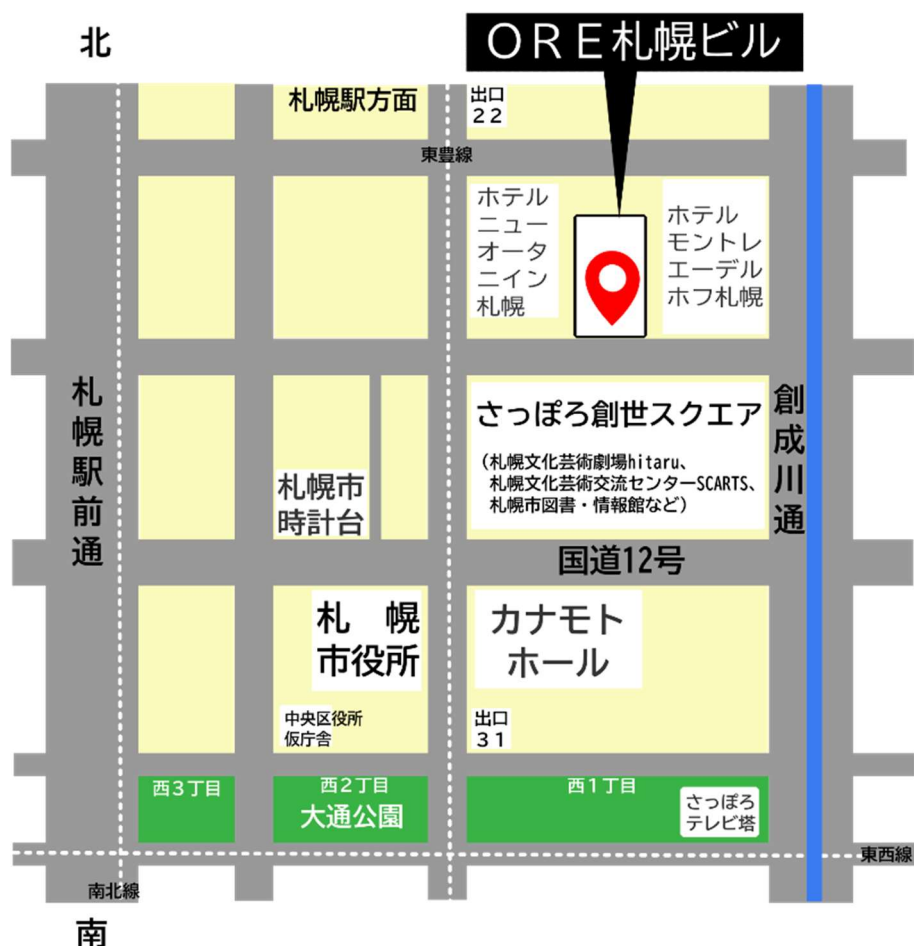 北
ＯＲＥ札幌ビル
札幌駅方面
出口
２２
東豊線
ホテル
ニュー
オータ
ニイン
札幌
ホテル
モントレ
エーデル
ホフ札幌
札幌駅前通
さっぽろ創世スクエア
（札幌文化芸術劇場hitaru、
札幌文化芸術交流センターSCARTS、
札幌市図書・情報館など）
創成川通
札幌市
時計台
国道12号
札　幌
市役所
カナモト
ホール
中央区役所
仮庁舎
出口
３１
西３丁目
西２丁目
大通公園
西１丁目
さっぽろ
テレビ塔
東西線
南北線
南